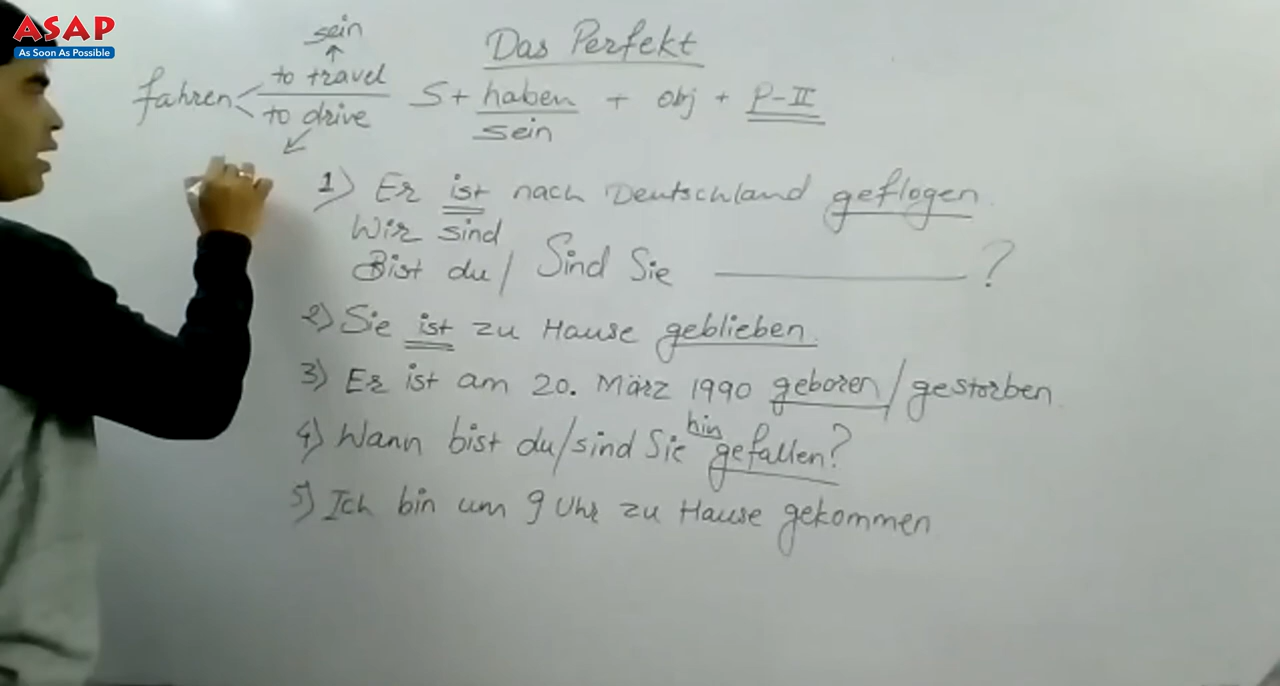 ASAP
As Soon As Possible
Das Perfekt
sein
fahren to travel
to drive
S + haben + obj + P-II
sein
1) Er ist nach Deutschland geflogen.
Wir sind
Bist du / Sind Sie ________ ?
2) Sie ist zu Hause geblieben.
3) Er ist am 20. März 1990 geboren / gestorben
4) Wann bist du/sind Sie hin gefallen?
5) Ich bin um 9 Uhr zu Hause gekommen